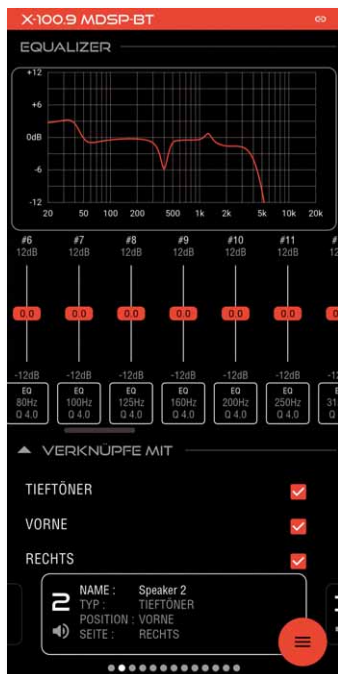 X-100.9 MDSP-BT
EQUALIZER
+12
+6
0dB
-6
-12
20 50 100 200 500 1k 2k 5k 10k 20k
#6 #7 #8 #9 #10 #11 #
12dB 12dB 12dB 12dB 12dB 12dB 12
0.0 0.0 0.0 0.0 0.0 0.0 0
-12dB -12dB -12dB -12dB -12dB -12dB -12
EQ EQ EQ EQ EQ EQ
80Hz 100Hz 125Hz 160Hz 200Hz 250Hz 31
Q 4.0 Q 4.0 Q 4.0 Q 4.0 Q 4.0 Q 4.0 Q
VERKNÜPFE MIT
TIEFTÖNER
VORNE
RECHTS
2
NAME : Speaker 2
TYP : TIEFTÖNER
POSITION : VORNE
SEITE : RECHTS